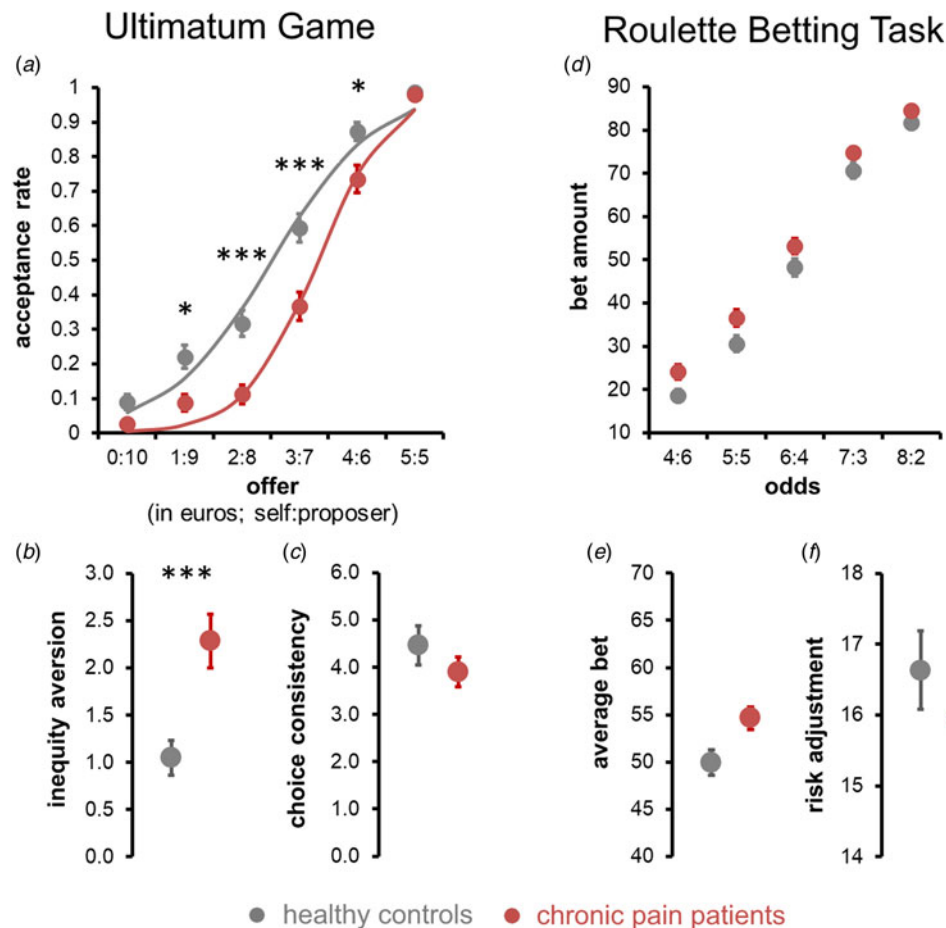 Ultimatum Game
Roulette Betting Task
(a)
1
0.9
0.8
0.7
0.6
0.5
0.4
0.3
0.2
0.1
0
acceptance rate
*
***
***
*
0:10 1:9 2:8 3:7 4:6 5:5
offer
(in euros; self:proposer)
(d)
90
80
70
60
50
40
30
20
10
bet amount
4:6 5:5 6:4 7:3 8:2
odds
(b)
3.0
2.5
2.0
1.5
1.0
0.5
0.0
inequity aversion
***
(c)
6.0
5.0
4.0
3.0
2.0
1.0
0.0
choice consistency
(e)
70
65
60
55
50
45
40
average bet
(f)
18
17
16
15
14
risk adjustment
healthy controls
chronic pain patients